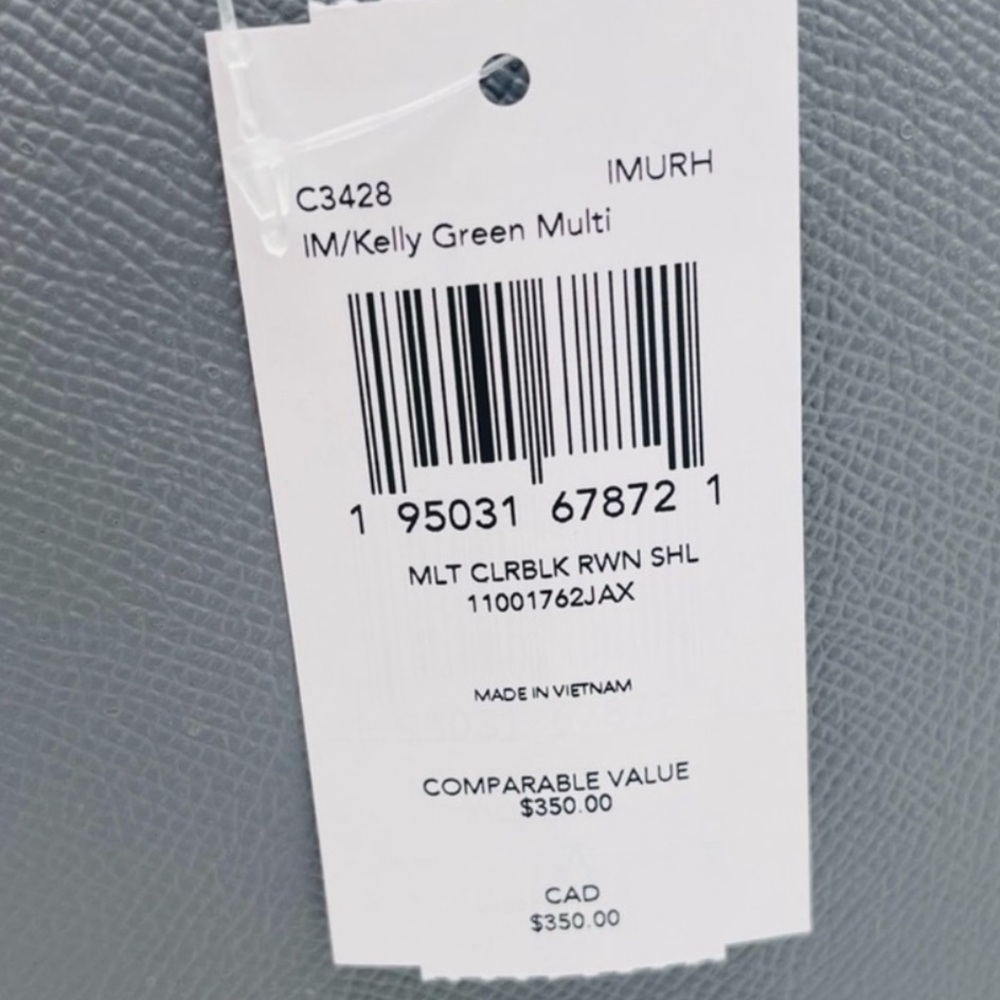 C3428 IMURH
IM/Kelly Green Multi
1 95031 67872 1
MLT CLRBLK RWN SHL
11001762JAX
MADE IN VIETNAM
COMPARABLE VALUE
$350.00
CAD
$350.00